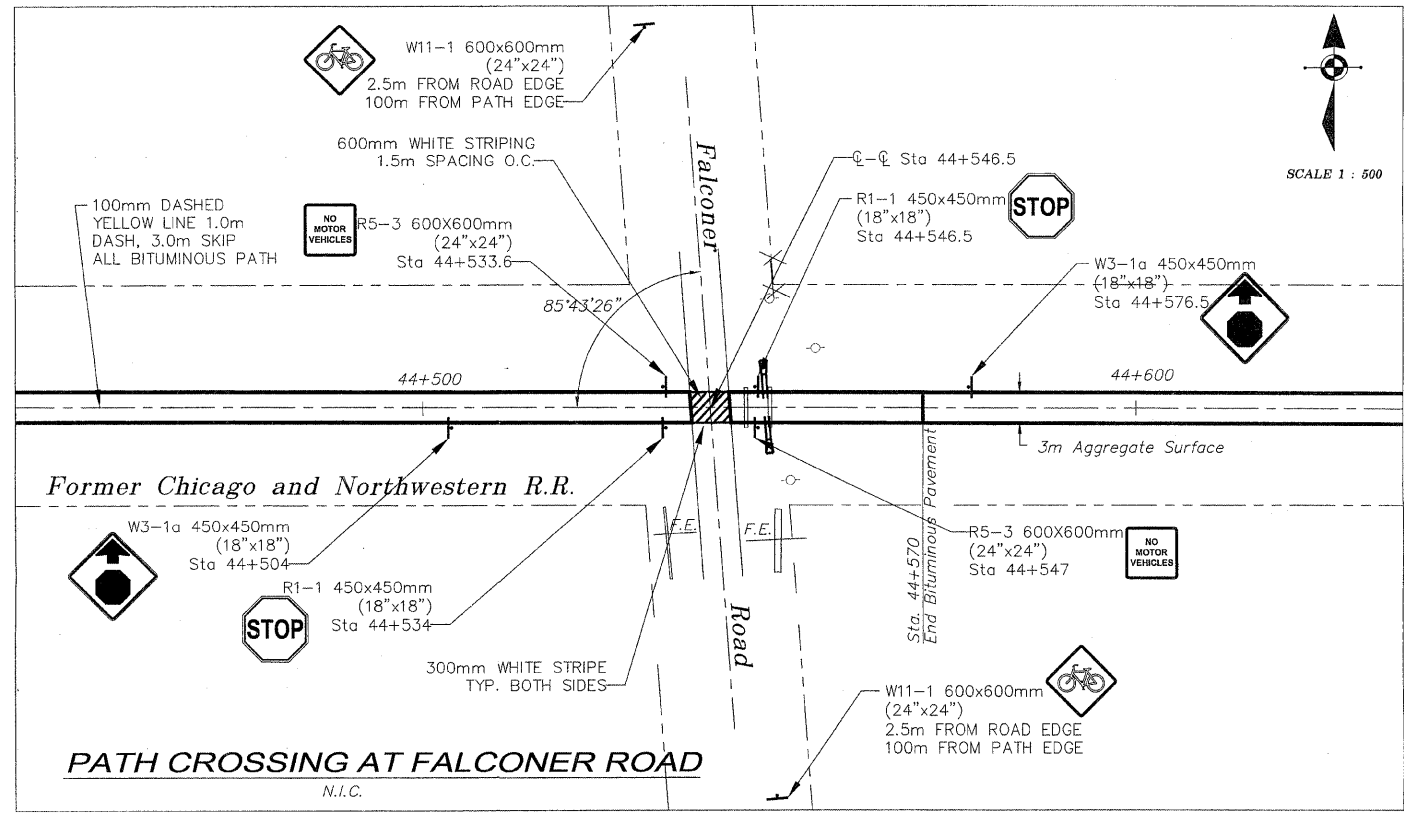 W11-1 600x600mm
(24"x24")
2.5m FROM ROAD EDGE
100m FROM PATH EDGE
600mm WHITE STRIPING
1.5m SPACING O.C.
Falconer
℄-℄ Sta 44+546.5
SCALE 1 : 500
R1-1 450x450mm
(18"x18")
Sta 44+546.5
STOP
100mm DASHED
YELLOW LINE 1.0m
DASH, 3.0m SKIP
ALL BITUMINOUS PATH
NO
MOTOR
VEHICLES
R5-3 600X600mm
(24"x24")
Sta 44+533.6
W3-1a 450x450mm
(18"x18")
Sta 44+576.5
85°43'26"
44+500
44+600
3m Aggregate Surface
Former Chicago and Northwestern R.R.
W3-1a 450x450mm
(18"x18")
Sta 44+504
F.E.
F.E.
Sta. 44+570
End Bituminous Pavement
R5-3 600X600mm
(24"x24")
Sta 44+547
NO
MOTOR
VEHICLES
R1-1 450x450mm
(18"x18")
Sta 44+534
STOP
Road
300mm WHITE STRIPE
TYP. BOTH SIDES
W11-1 600x600mm
(24"x24")
2.5m FROM ROAD EDGE
100m FROM PATH EDGE
PATH CROSSING AT FALCONER ROAD
N.I.C.